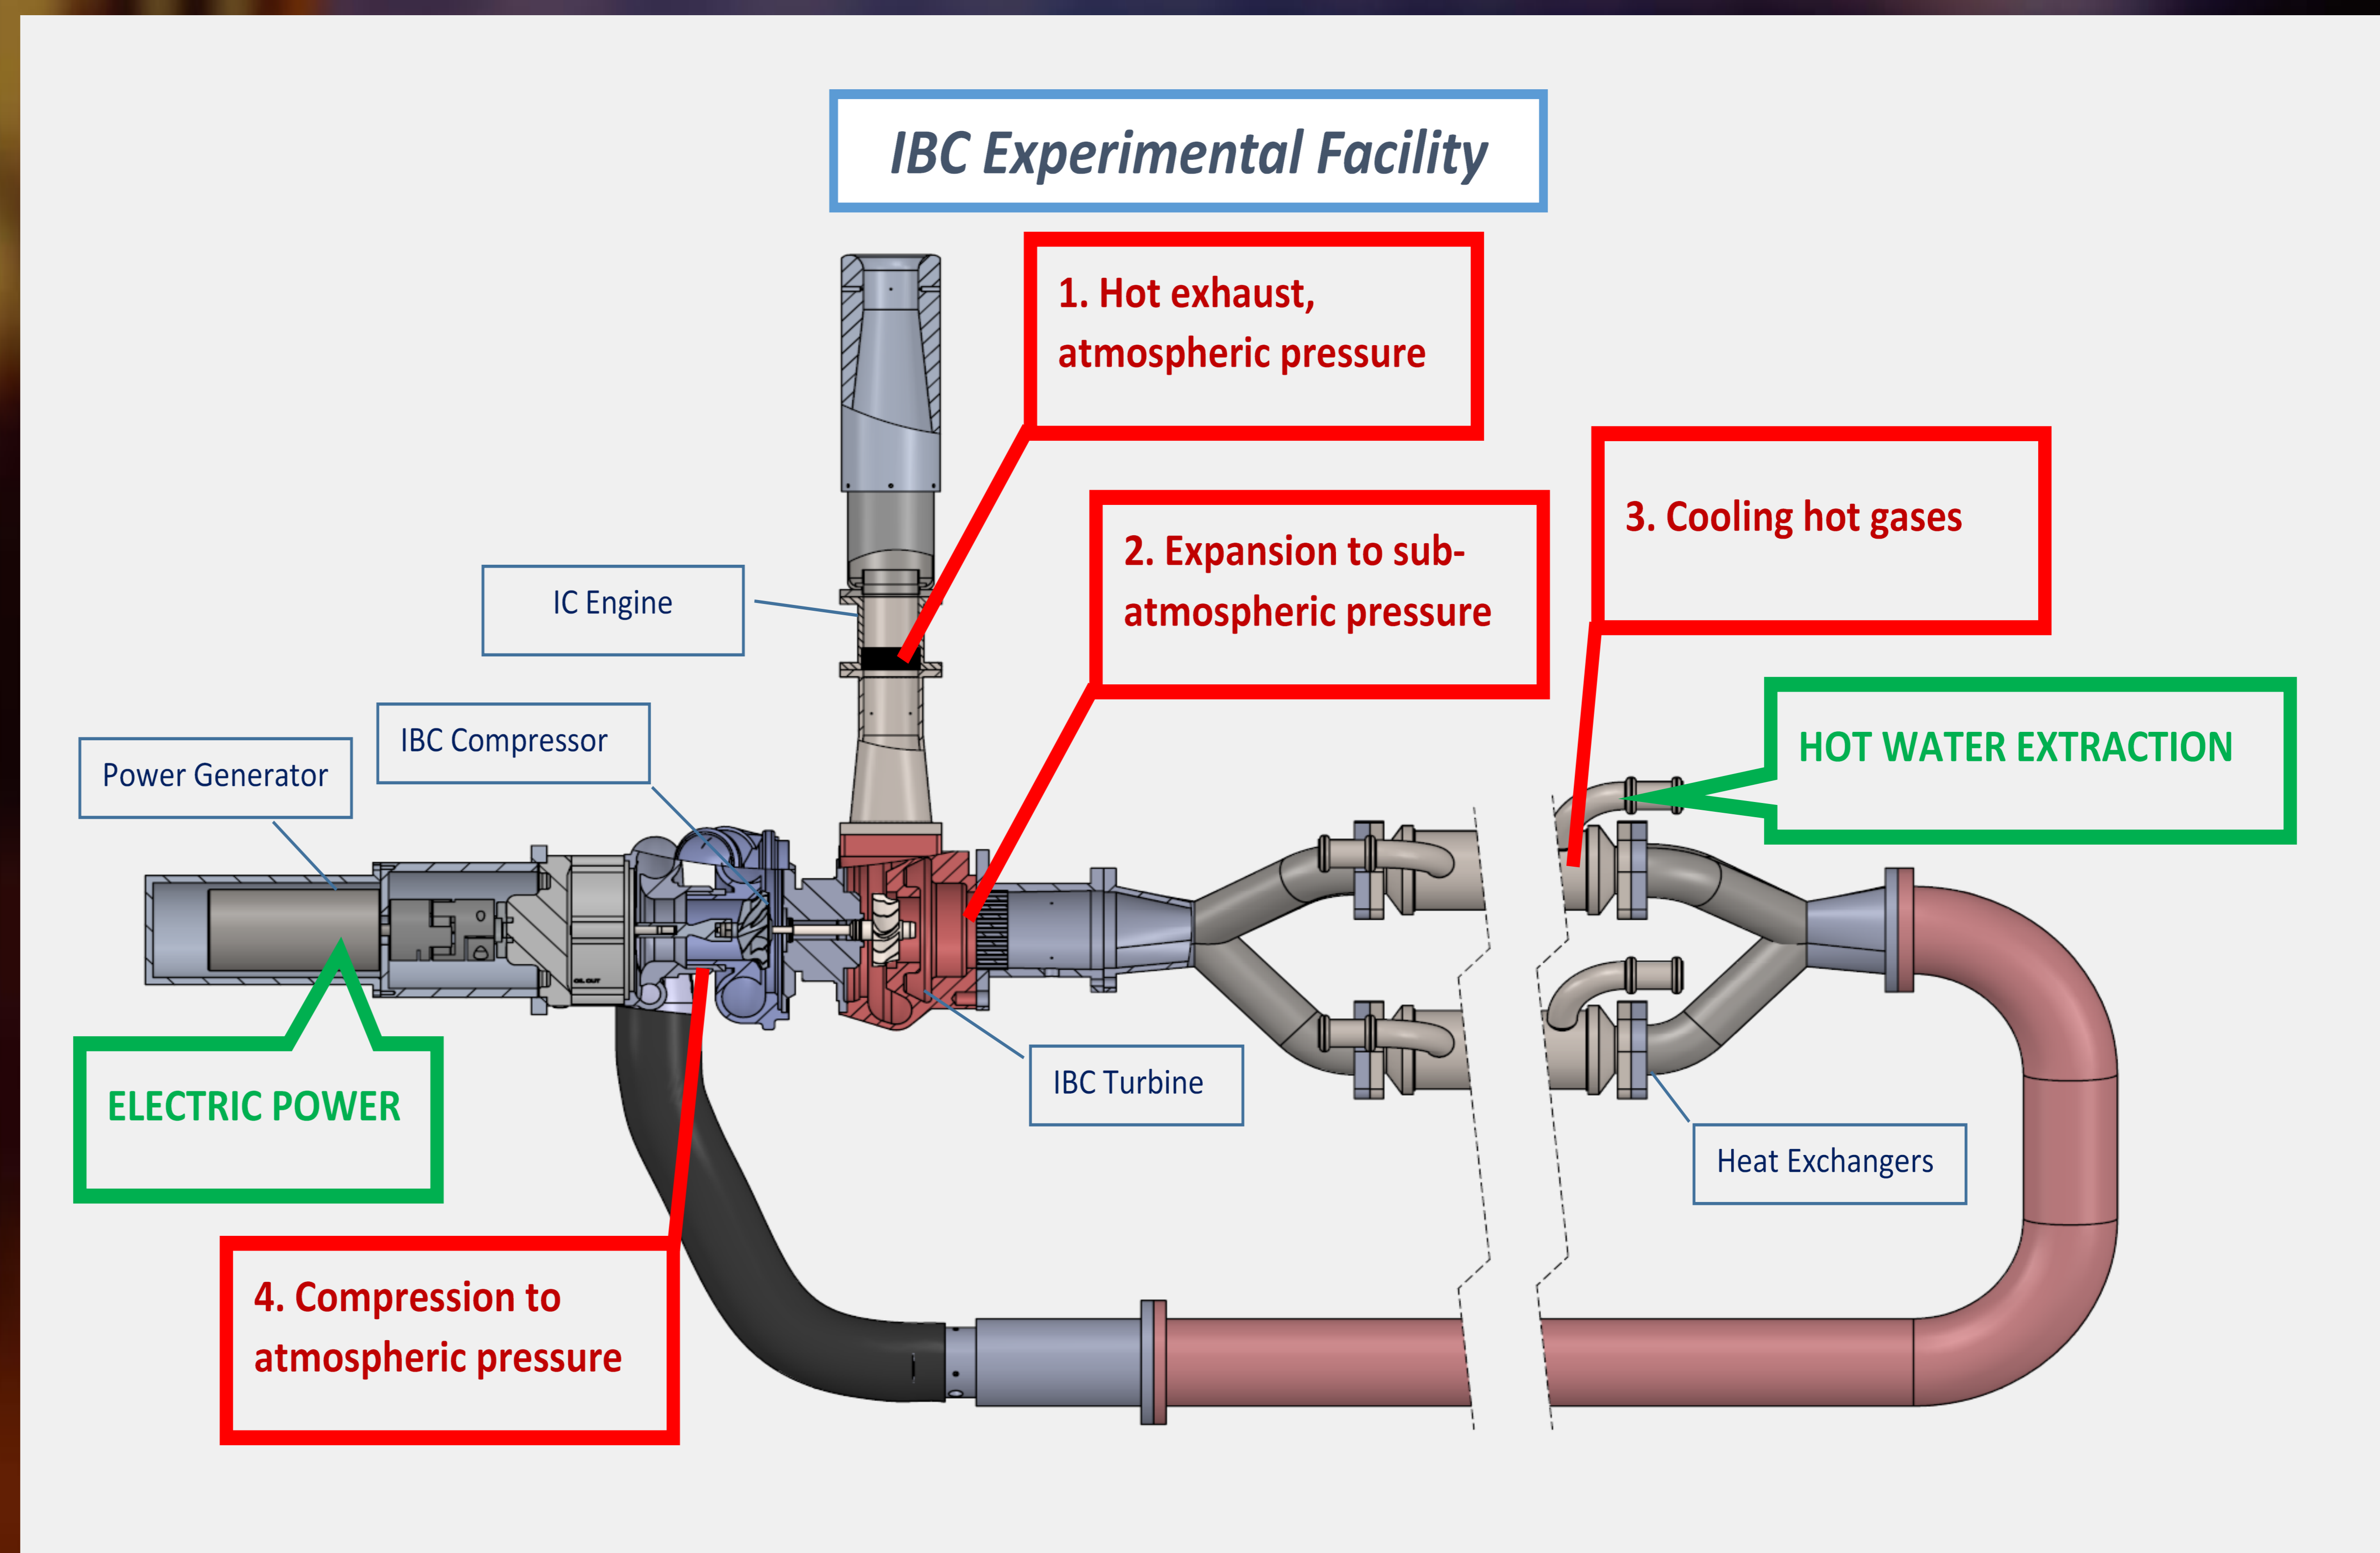 IBC Experimental Facility
1. Hot exhaust,
atmospheric pressure
2. Expansion to sub-
atmospheric pressure
3. Cooling hot gases
IC Engine
IBC Compressor
Power Generator
HOT WATER EXTRACTION
OIL OUT
ELECTRIC POWER
IBC Turbine
Heat Exchangers
4. Compression to
atmospheric pressure